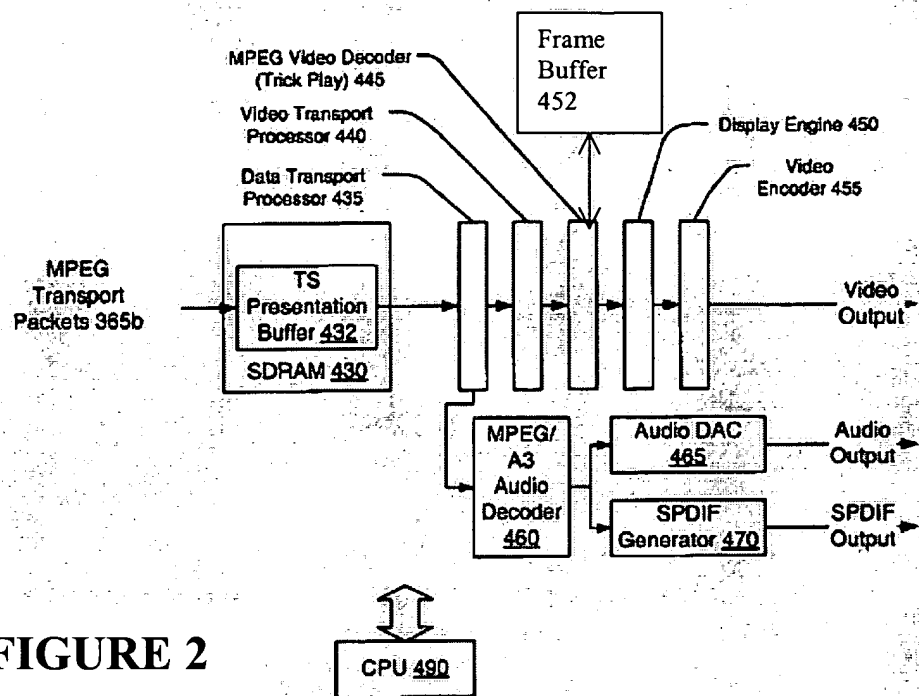 Frame
Buffer
452
MPEG Video Decoder
(Trick Play) 445
Video Transport
Processor 440
Data Transport
Processor 435
Display Engine 450
Video
Encoder 455
MPEG
Transport
Packets 365b
TS
Presentation
Buffer 432
SDRAM 430
Video
Output
MPEG/
A3
Audio
Decoder
460
Audio DAC
465
Audio
Output
SPDIF
Generator 470
SPDIF
Output
CPU 490
FIGURE 2